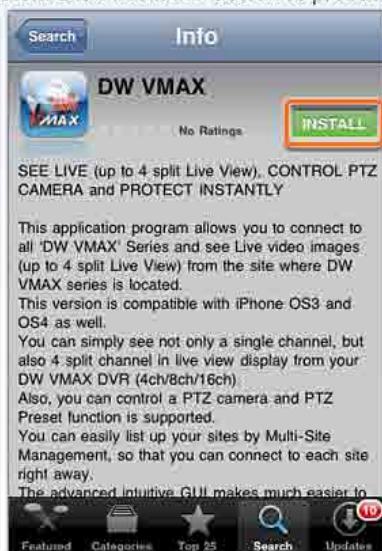 Search
Info
DW VMAX
VMAX
No Ratings
INSTALL
SEE LIVE (up to 4 split Live View), CONTROL PTZ
CAMERA and PROTECT INSTANTLY
This application program allows you to connect to
all 'DW VMAX' Series and see Live video images
(up to 4 split Live View) from the site where DW
VMAX series is located.
This version is compatible with iPhone OS3 and
OS4 as well.
You can simply see not only a single channel, but
also 4 split channel in live view display from your
DW VMAX DVR (4ch/8ch/16ch)
Also, you can control a PTZ camera and PTZ
Preset function is supported.
You can easily list up your sites by Multi-Site
Management, so that you can connect to each site
right away.
The advanced intuitive GUI makes much easier to
10
Featured
Categories
Top 25
Search
Updates